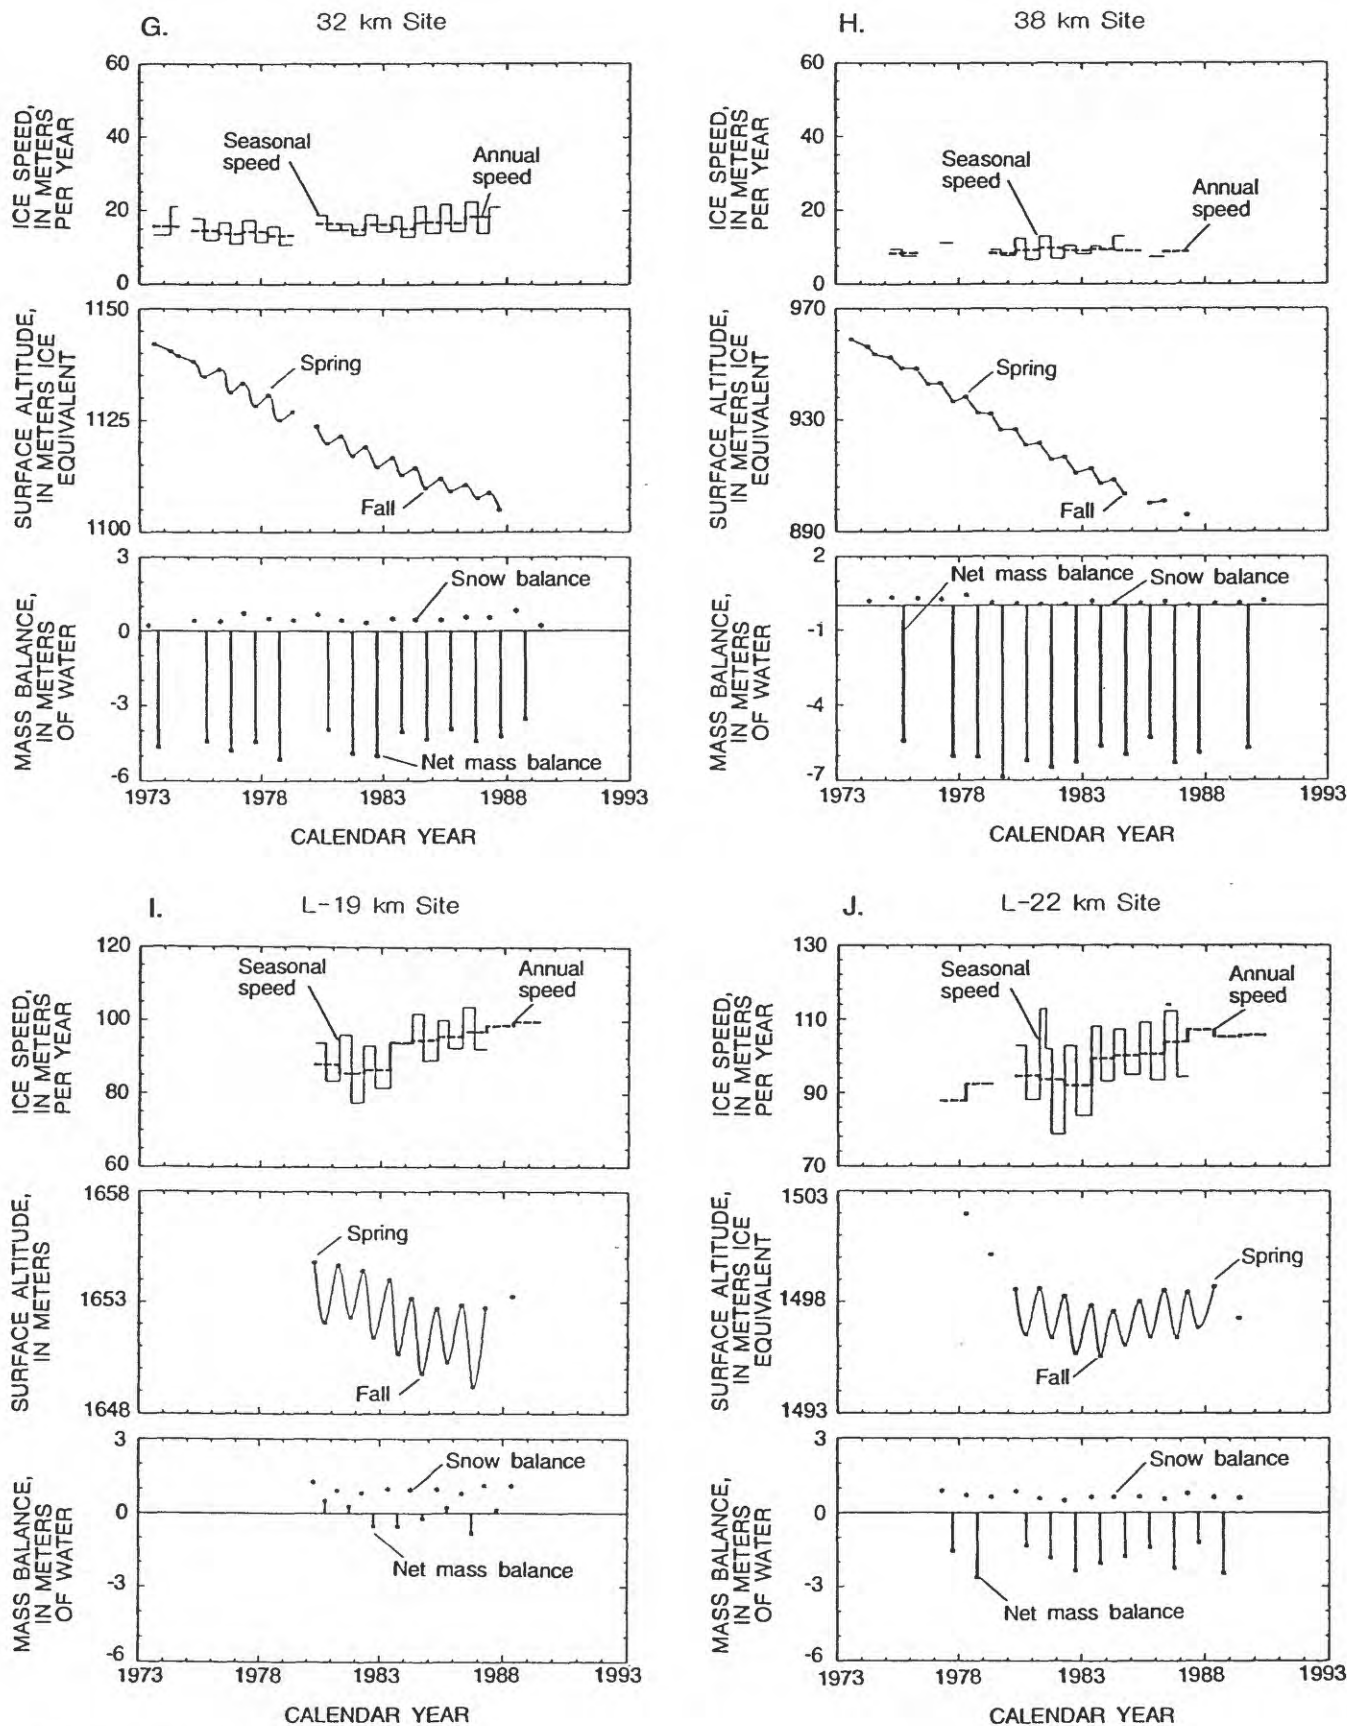 G. 32 km Site
ICE SPEED,
IN METERS
PER YEAR
60
40
20
0
Seasonal
speed
Annual
speed
SURFACE ALTITUDE,
IN METERS ICE
EQUIVALENT
1150
1125
1100
Spring
Fall
MASS BALANCE,
IN METERS
OF WATER
3
0
-3
-6
Snow balance
Net mass balance
1973 1978 1983 1988 1993
CALENDAR YEAR
H. 38 km Site
ICE SPEED,
IN METERS
PER YEAR
60
40
20
0
Seasonal
speed
Annual
speed
SURFACE ALTITUDE,
IN METERS ICE
EQUIVALENT
970
930
890
Spring
Fall
MASS BALANCE,
IN METERS
OF WATER
2
-1
-4
-7
Net mass balance
Snow balance
1973 1978 1983 1988 1993
CALENDAR YEAR
I. L-19 km Site
ICE SPEED,
IN METERS
PER YEAR
120
100
80
60
Seasonal
speed
Annual
speed
SURFACE ALTITUDE,
IN METERS
1658
1653
1648
Spring
Fall
MASS BALANCE,
IN METERS
OF WATER
3
0
-3
-6
Snow balance
Net mass balance
1973 1978 1983 1988 1993
CALENDAR YEAR
J. L-22 km Site
ICE SPEED,
IN METERS
PER YEAR
130
110
90
70
Seasonal
speed
Annual
speed
SURFACE ALTITUDE,
IN METERS ICE
EQUIVALENT
1503
1498
1493
Spring
Fall
MASS BALANCE,
IN METERS
OF WATER
3
0
-3
-6
Snow balance
Net mass balance
1973 1978 1983 1988 1993
CALENDAR YEAR